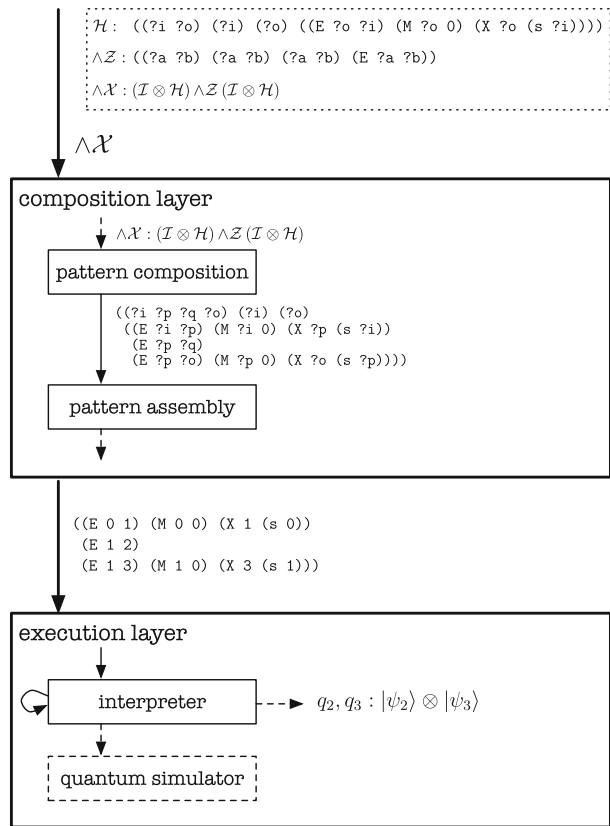 ℋ: ((?i ?o) (?i) (?o) ((E ?o ?i) (M ?o 0) (X ?o (s ?i))))
∧𝒵: ((?a ?b) (?a ?b) (?a ?b) (E ?a ?b))
∧𝒳: (ℐ ⊗ ℋ) ∧𝒵 (ℐ ⊗ ℋ)
∧𝒳
composition layer
∧𝒳: (ℐ ⊗ ℋ) ∧𝒵 (ℐ ⊗ ℋ)
pattern composition
((?i ?p ?q ?o) (?i) (?o)
((E ?i ?p) (M ?i 0) (X ?p (s ?i))
(E ?p ?q)
(E ?p ?o) (M ?p 0) (X ?o (s ?p))))
pattern assembly
((E 0 1) (M 0 0) (X 1 (s 0))
(E 1 2)
(E 1 3) (M 1 0) (X 3 (s 1)))
execution layer
interpreter
q₂, q₃ : |ψ₂⟩ ⊗ |ψ₃⟩
quantum simulator